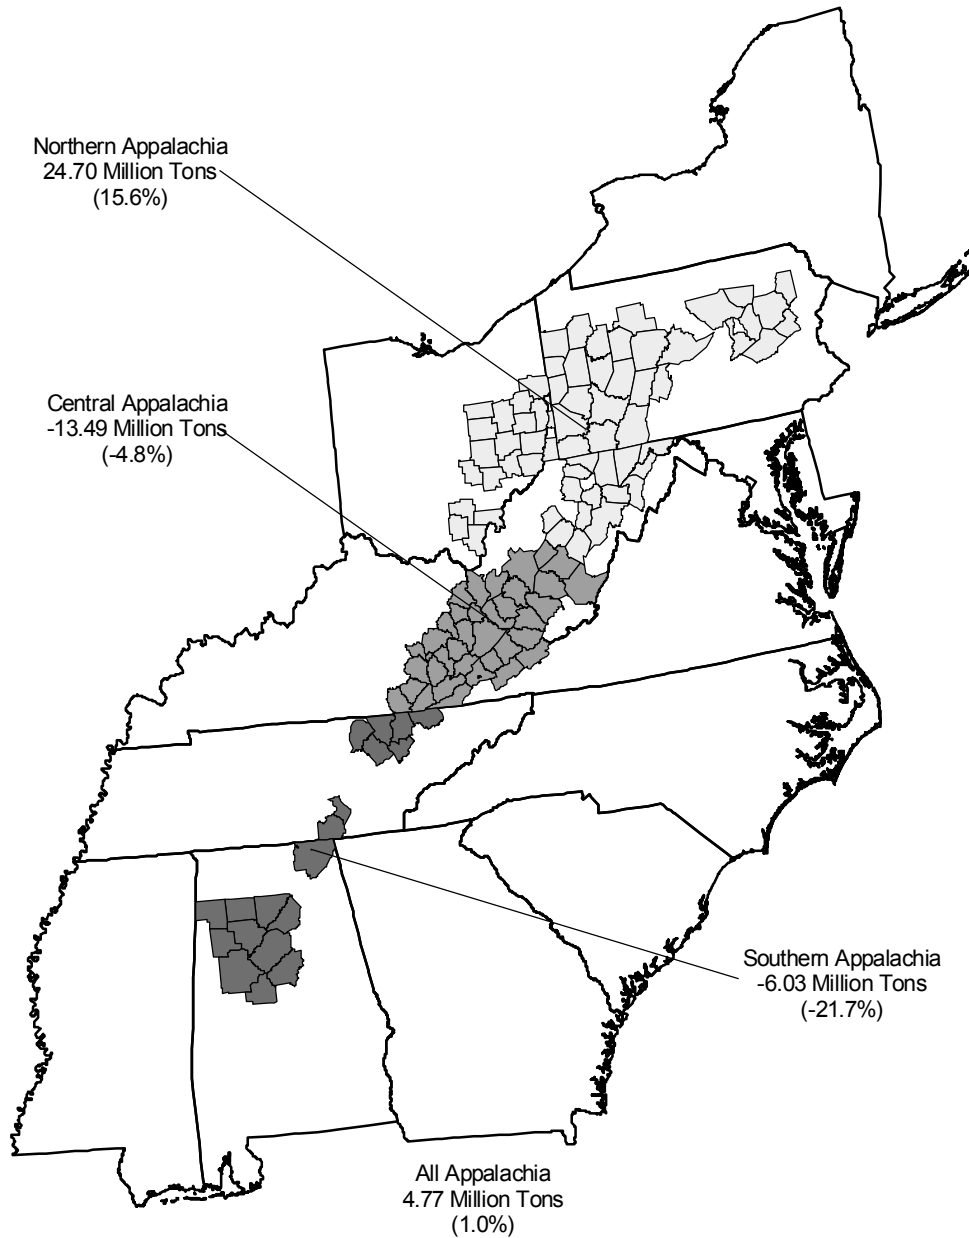 Northern Appalachia
24.70 Million Tons
(15.6%)
Central Appalachia
-13.49 Million Tons
(-4.8%)
Southern Appalachia
-6.03 Million Tons
(-21.7%)
All Appalachia
4.77 Million Tons
(1.0%)